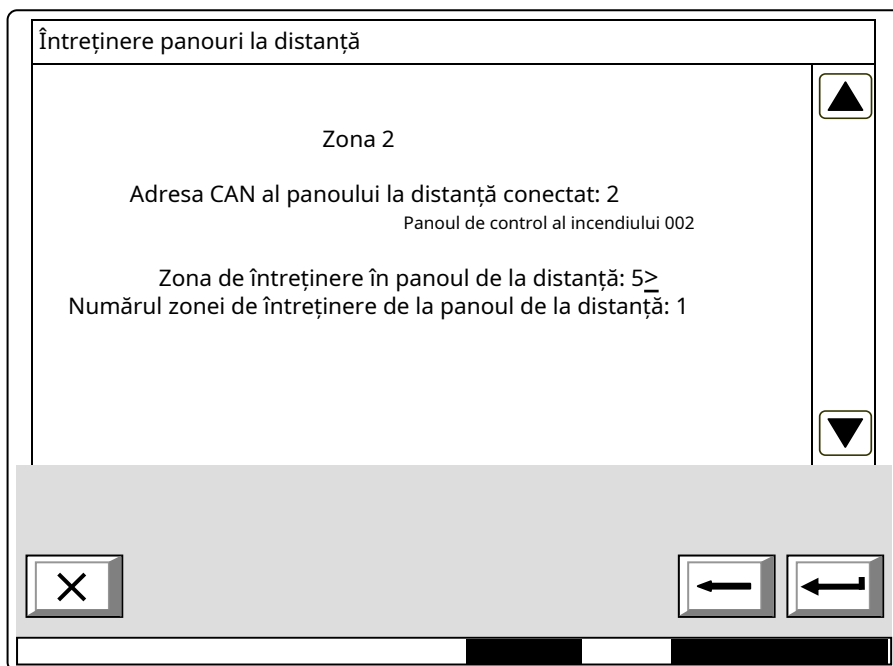 Întreținere panouri la distanță
Zona 2
Adresa CAN al panoului la distanță conectat: 2
Panoul de control al incendiului 002
Zona de întreținere în panoul de la distanță: 5>
Numărul zonei de întreținere de la panoul de la distanță: 1